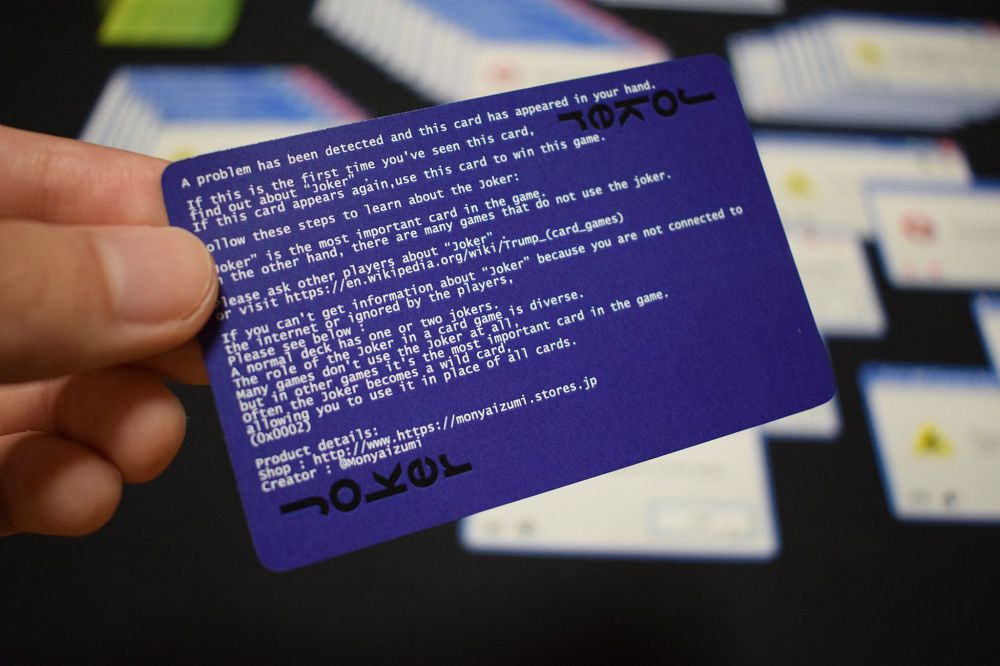 Joker
A problem has been detected and this card has appeared in your hand.
If this is the first time you've seen this card,
find out about "Joker".
If this card appears again,use this card to win this game.
ollow these steps to learn about the Joker:
Joker" is the most important card in the game.
n the other hand, there are many games that do not use the joker.
lease ask other players about "Joker"
or visit https://en.wikipedia.org/wiki/Trump_(card_games)
If you can't get information about "Joker" because you are not connected to
the internet or ignored by the players,
Please see below :
A normal deck has one or two jokers.
The role of the Joker in a card game is diverse.
Many games don't use the Joker at all,
but in other games it's the most important card in the game.
Often the Joker becomes a wild card,
allowing you to use it in place of all cards.
(0x0002)
Product details:
Shop : http://www.https://monyaizumi.stores.jp
Creator : @Monyaizumi
Joker